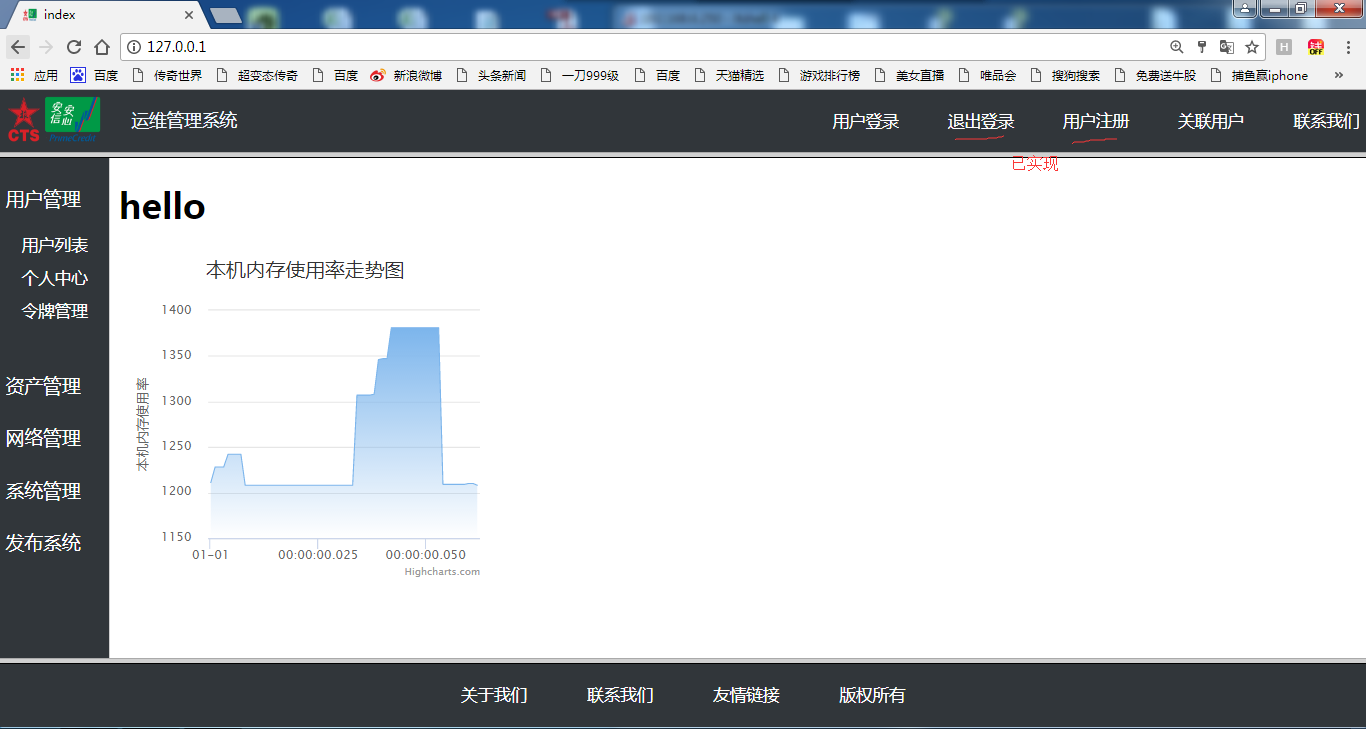 index
127.0.0.1
应用 百度 传奇世界 超变态传奇 百度 新浪微博 头条新闻 一刀999级 百度 天猫精选 游戏排行榜 美女直播 唯品会 搜狗搜索 免费送牛股 捕鱼赢iphone »
CTS 安安信心 运维管理系统 用户登录 退出登录 用户注册 关联用户 联系我们
已实现
用户管理
用户列表
个人中心
令牌管理
资产管理
网络管理
系统管理
发布系统
hello
本机内存使用率走势图
本机内存使用率
1400
1350
1300
1250
1200
1150
01-01 00:00:00.025 00:00:00.050
Highcharts.com
关于我们 联系我们 友情链接 版权所有